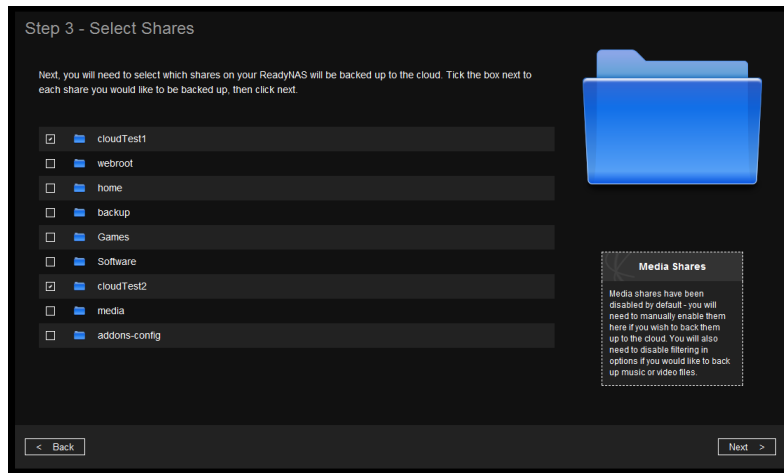 Step 3 - Select Shares
Next, you will need to select which shares on your ReadyNAS will be backed up to the cloud. Tick the box next to
each share you would like to be backed up, then click next.
cloudTest1
webroot
home
backup
Games
Software
cloudTest2
media
addons-config
Media Shares
Media shares have been
disabled by default - you will
need to manually enable them
here if you wish to back them
up to the cloud. You will also
need to disable filtering in
options if you would like to back
up music or video files.
< Back
Next >